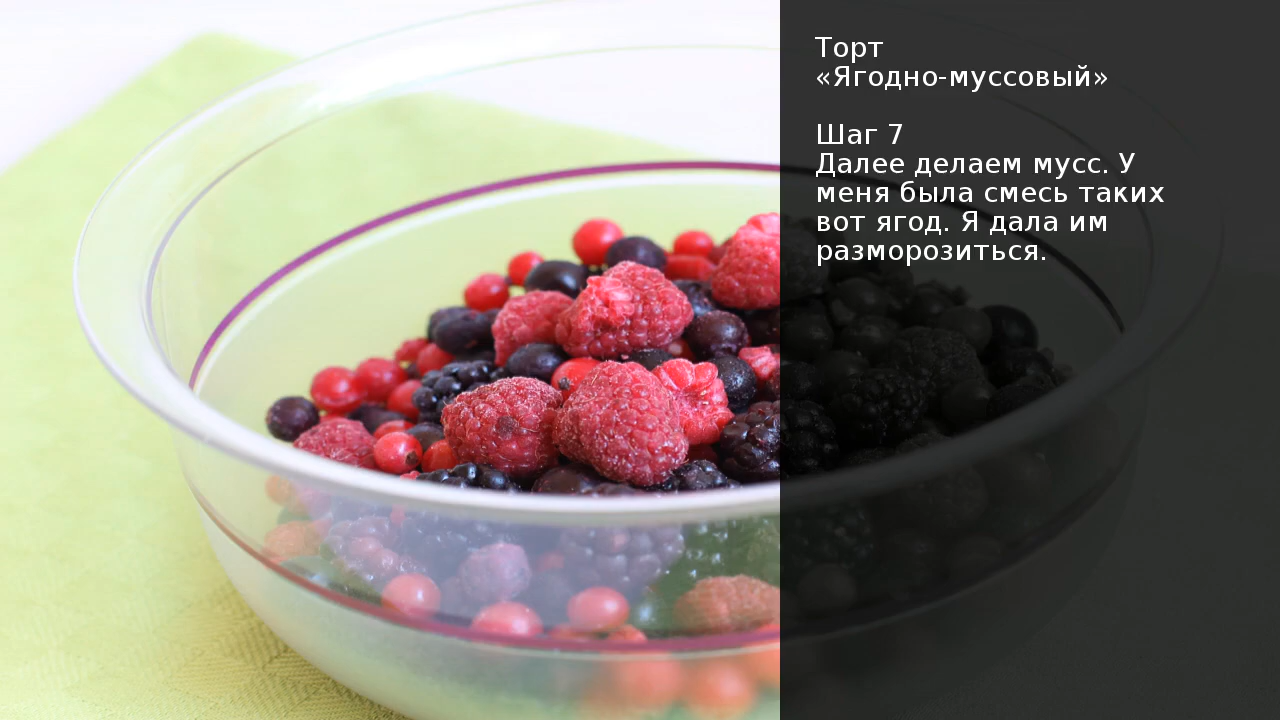 Торт
«Ягодно-муссовый»
Шаг 7
Далее делаем мусс. У
меня была смесь таких
вот ягод. Я дала им
разморозиться.